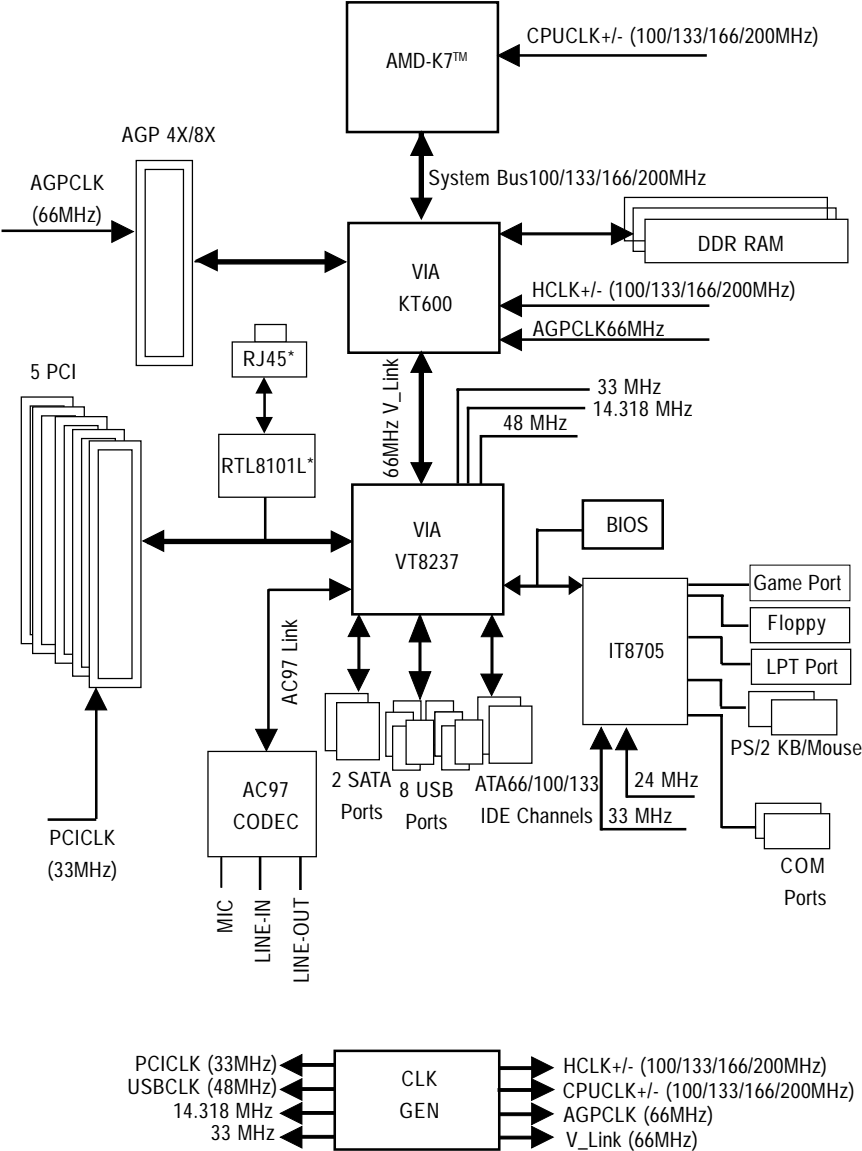 AMD-K7™
CPUCLK+/- (100/133/166/200MHz)
AGP 4X/8X
AGPCLK
(66MHz)
System Bus100/133/166/200MHz
DDR RAM
VIA
KT600
HCLK+/- (100/133/166/200MHz)
AGPCLK66MHz
RJ45*
5 PCI
66MHz V_Link
33 MHz
14.318 MHz
48 MHz
RTL8101L*
VIA
VT8237
BIOS
Game Port
Floppy
LPT Port
IT8705
PS/2 KB/Mouse
AC97 Link
2 SATA
Ports
8 USB
Ports
ATA66/100/133
IDE Channels
24 MHz
33 MHz
AC97
CODEC
PCICLK
(33MHz)
COM
Ports
MIC
LINE-IN
LINE-OUT
CLK
GEN
PCICLK (33MHz)
USBCLK (48MHz)
14.318 MHz
33 MHz
HCLK+/- (100/133/166/200MHz)
CPUCLK+/- (100/133/166/200MHz)
AGPCLK (66MHz)
V_Link (66MHz)